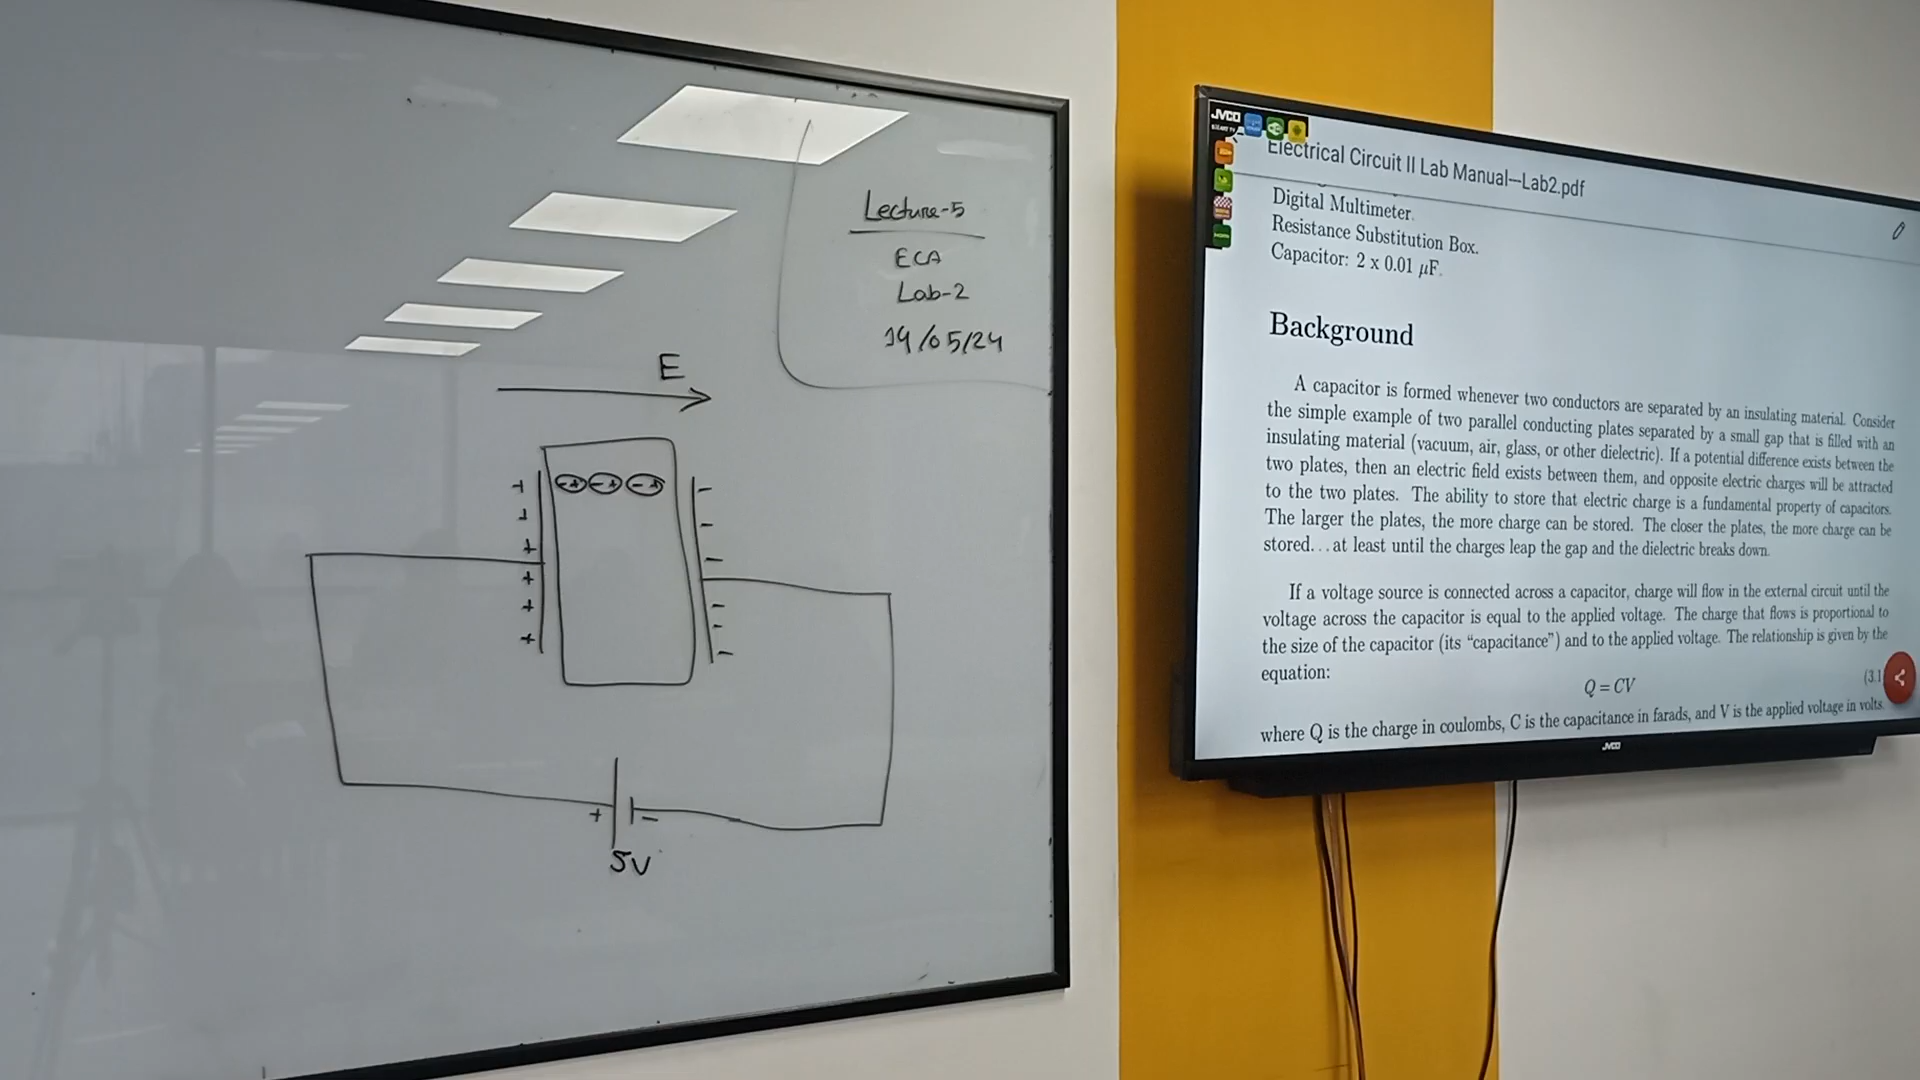 Lecture-5
ECA
Lab-2
14/05/24
E
- + - + - +
+ -
+ -
+ -
+ -
+ -
+ -
+ -
5V
JVCO
Electrical Circuit II Lab Manual—Lab2.pdf
Digital Multimeter.
Resistance Substitution Box.
Capacitor: 2 x 0.01 μF.
Background
A capacitor is formed whenever two conductors are separated by an insulating material. Consider
the simple example of two parallel conducting plates separated by a small gap that is filled with an
insulating material (vacuum, air, glass, or other dielectric). If a potential difference exists between the
two plates, then an electric field exists between them, and opposite electric charges will be attracted
to the two plates. The ability to store that electric charge is a fundamental property of capacitors.
The larger the plates, the more charge can be stored. The closer the plates, the more charge can be
stored...at least until the charges leap the gap and the dielectric breaks down.
If a voltage source is connected across a capacitor, charge will flow in the external circuit until the
voltage across the capacitor is equal to the applied voltage. The charge that flows is proportional to
the size of the capacitor (its “capacitance”) and to the applied voltage. The relationship is given by the
equation:
Q = CV (3.1
where Q is the charge in coulombs, C is the capacitance in farads, and V is the applied voltage in volts.
JVCO